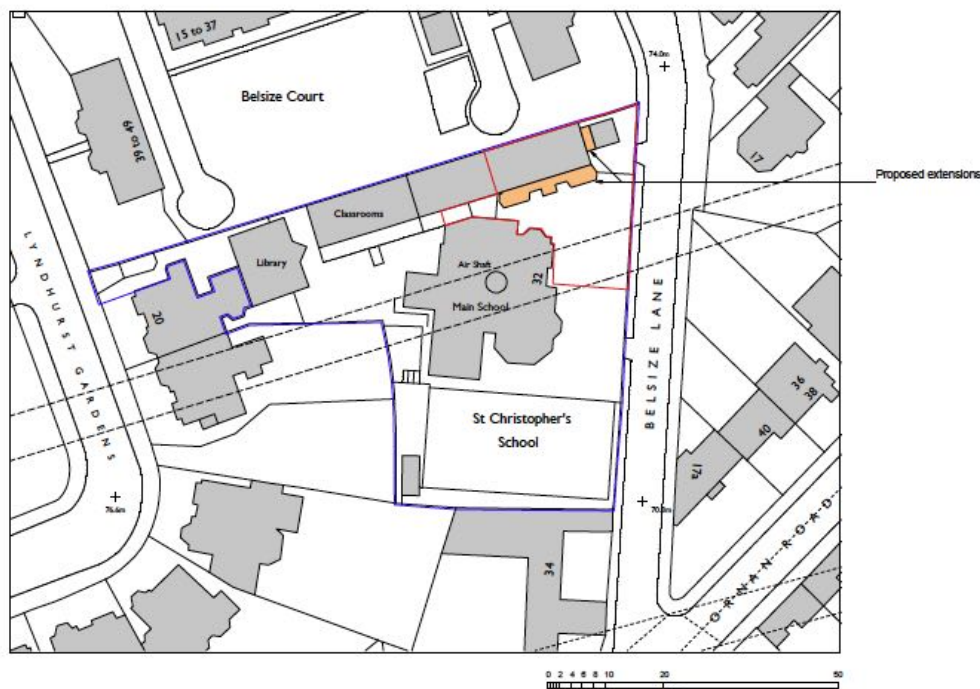 15 to 37
74.0m
Belsize Court
39 to 49
17
Proposed extensions
Classrooms
LYNDHURST GARDENS
Library
Air Shaft
32
Main School
20
BELSIZE LANE
36
38
St Christopher's
School
40
17a
76.6m
ORNAN ROAD
34
0 2 4 6 8 10 20 50